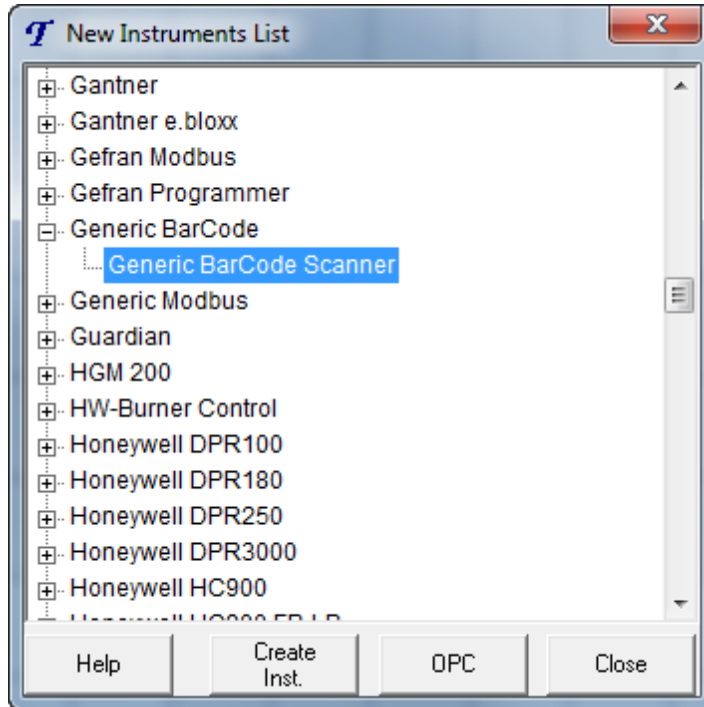 New Instruments List
Gantner
Gantner e.bloxx
Gefran Modbus
Gefran Programmer
Generic BarCode
Generic BarCode Scanner
Generic Modbus
Guardian
HGM 200
HW-Burner Control
Honeywell DPR100
Honeywell DPR180
Honeywell DPR250
Honeywell DPR3000
Honeywell HC900
Help
Create
Inst.
OPC
Close